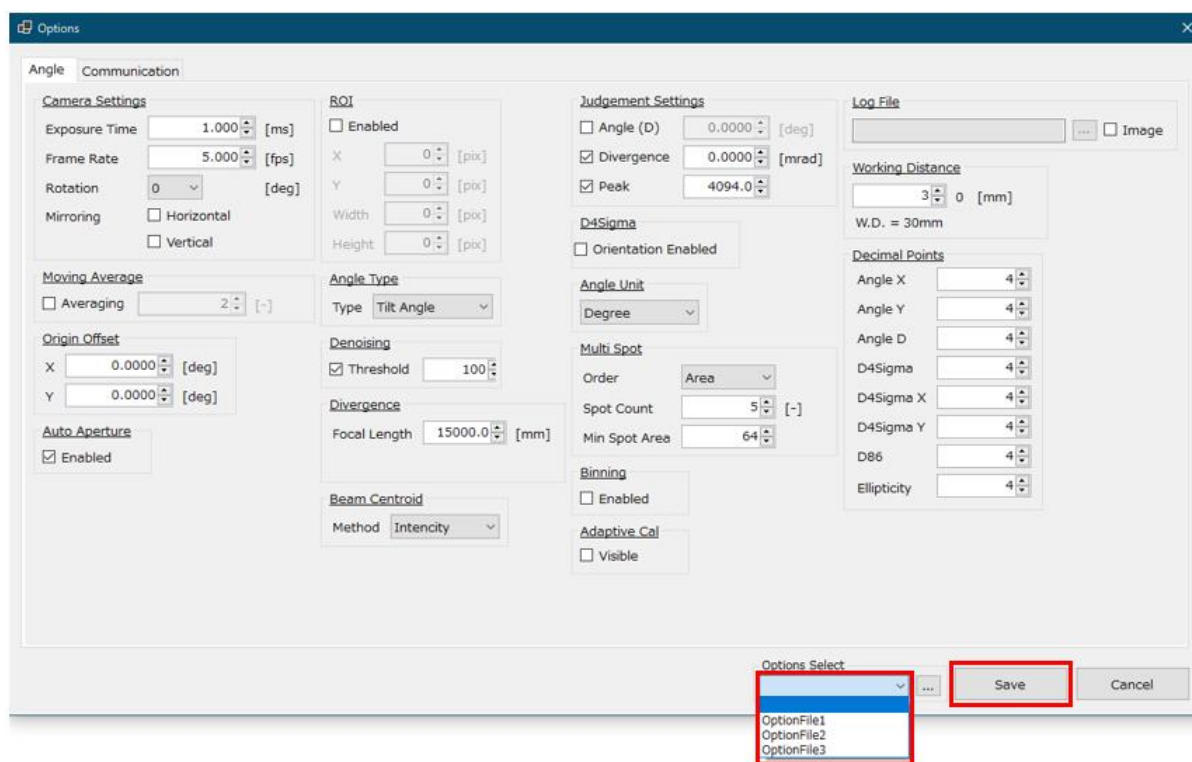 Options
Angle Communication
Camera Settings
Exposure Time 1.000 [ms]
Frame Rate 5.000 [fps]
Rotation 0 [deg]
Mirroring Horizontal
Vertical
Moving Average
Averaging 2 [-]
Origin Offset
X 0.0000 [deg]
Y 0.0000 [deg]
Auto Aperture
Enabled
ROI
Enabled
X 0 [pix]
Y 0 [pix]
Width 0 [pix]
Height 0 [pix]
Angle Type
Type Tilt Angle
Denoising
Threshold 100
Divergence
Focal Length 15000.0 [mm]
Beam Centroid
Method Intencity
Judgement Settings
Angle (D) 0.0000 [deg]
Divergence 0.0000 [mrad]
Peak 4094.0
D4Sigma
Orientation Enabled
Angle Unit
Degree
Multi Spot
Order Area
Spot Count 5 [-]
Min Spot Area 64
Binning
Enabled
Adaptive Cal
Visible
Log File
... Image
Working Distance
3 0 [mm]
W.D. = 30mm
Decimal Points
Angle X 4
Angle Y 4
Angle D 4
D4Sigma 4
D4Sigma X 4
D4Sigma Y 4
D86 4
Ellipticity 4
Options Select
... Save Cancel
OptionFile1
OptionFile2
OptionFile3